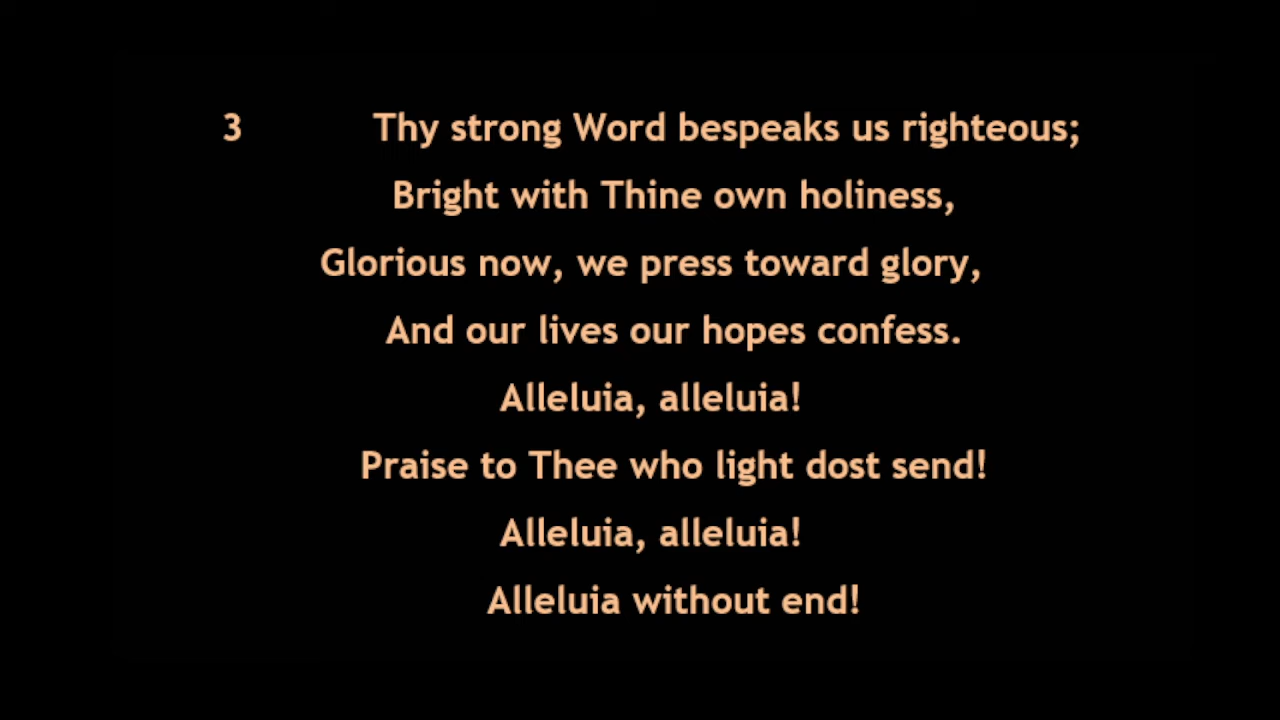 3 Thy strong Word bespeaks us righteous;
Bright with Thine own holiness,
Glorious now, we press toward glory,
And our lives our hopes confess.
Alleluia, alleluia!
Praise to Thee who light dost send!
Alleluia, alleluia!
Alleluia without end!